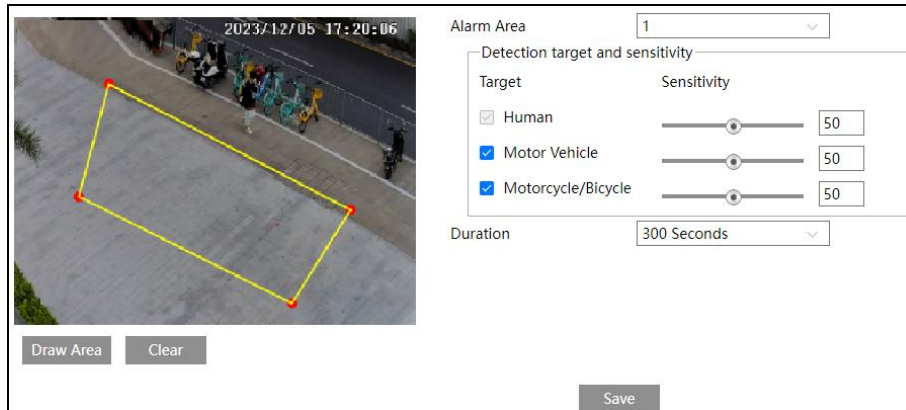 2023/12/05 17:20:06
Alarm Area 1
Detection target and sensitivity
Target Sensitivity
Human 50
Motor Vehicle 50
Motorcycle/Bicycle 50
Duration 300 Seconds
Draw Area Clear
Save